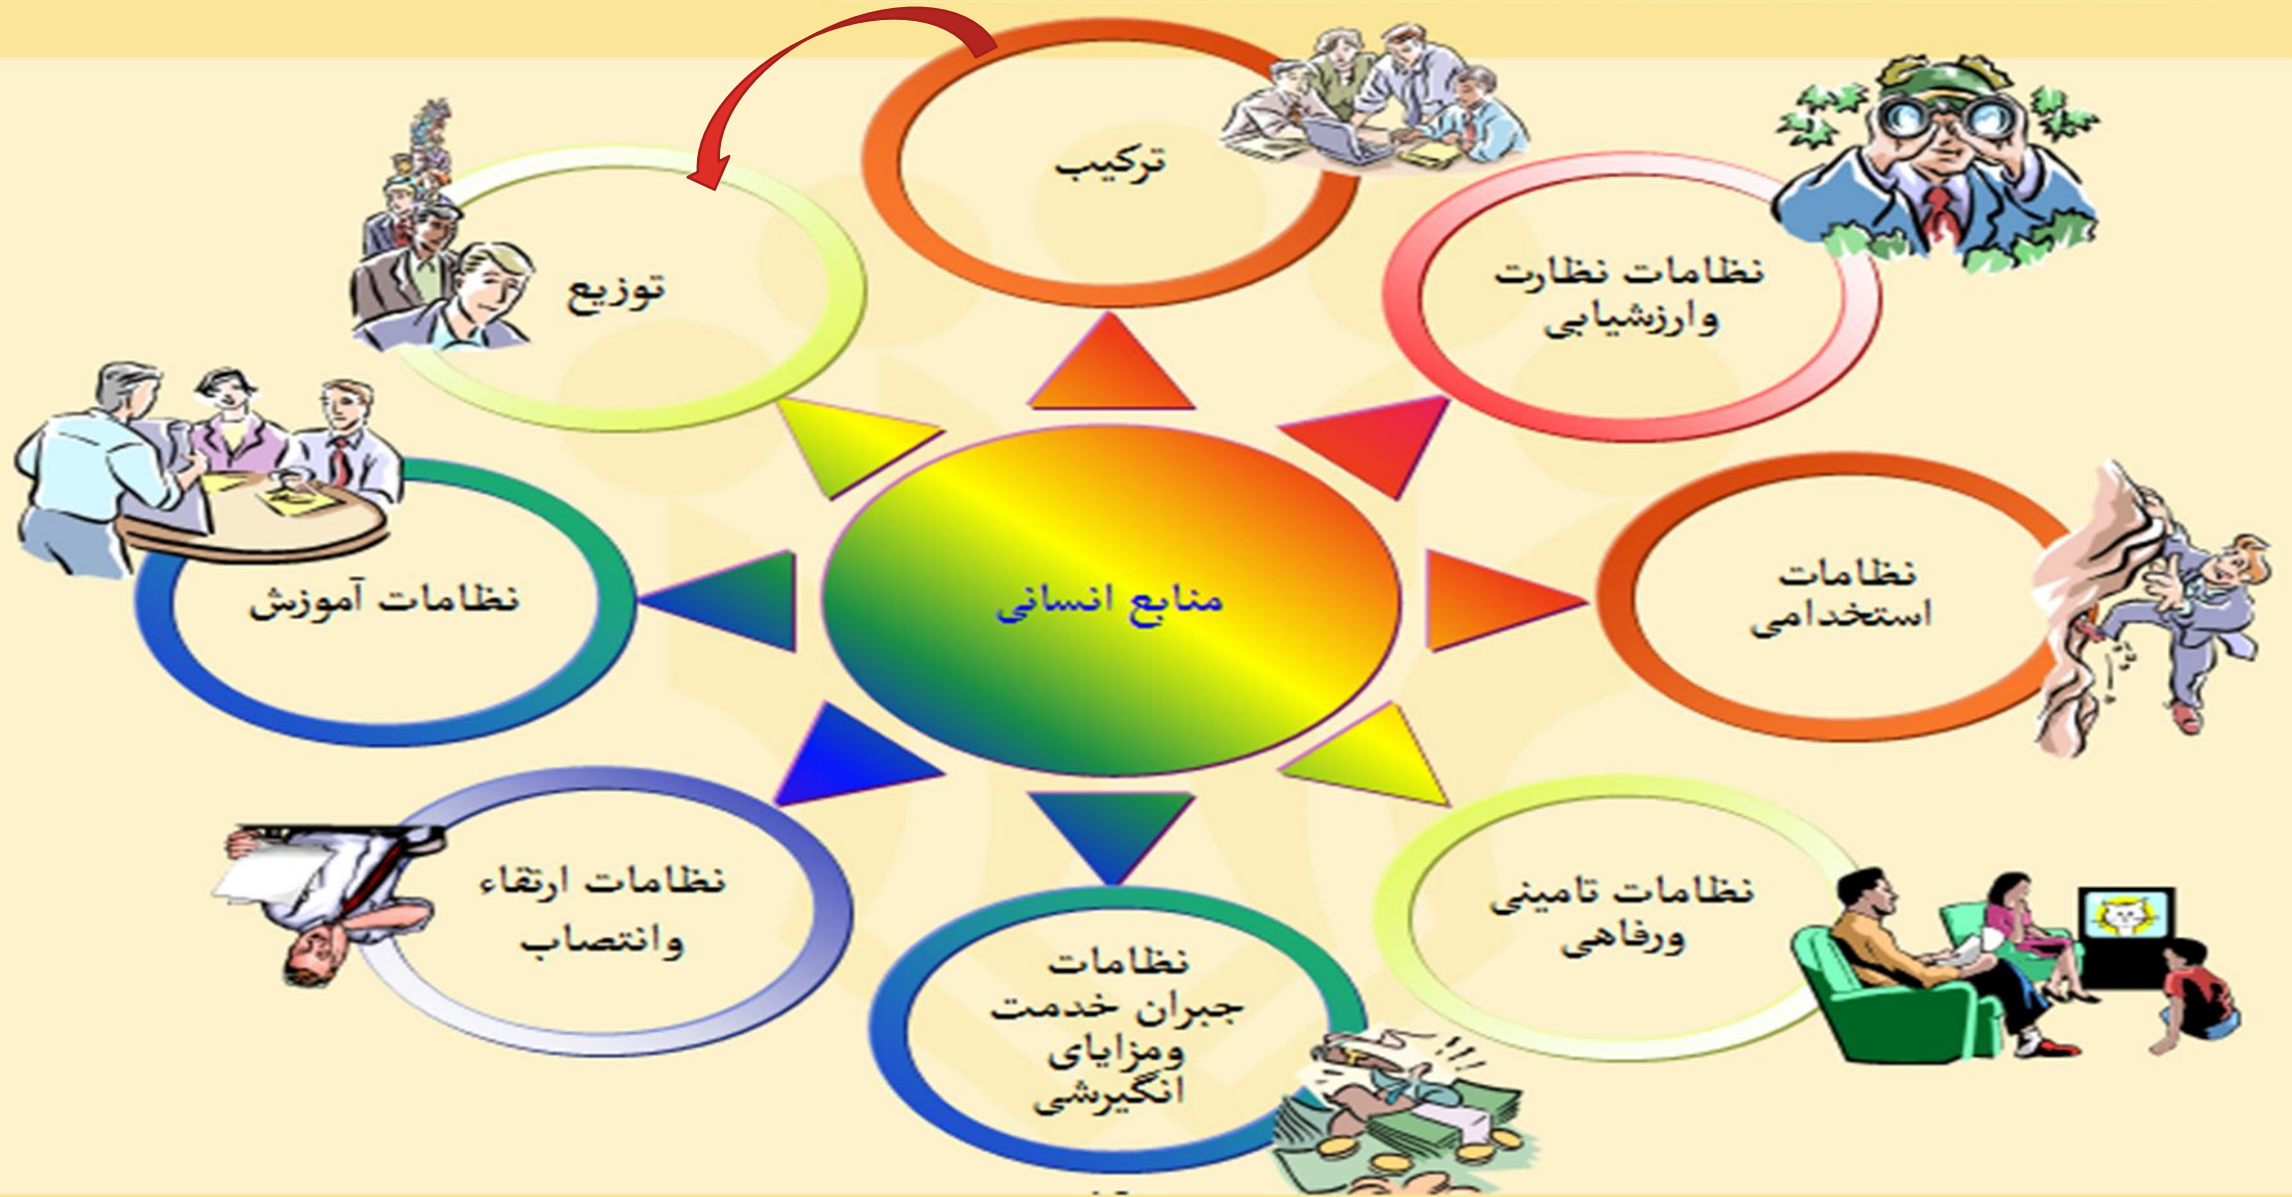 ترکیب
نظامات نظارت
وارزشیابی
توزیع
نظامات
استخدامی
منابع انسانی
نظامات آموزش
نظامات تامینی
ورفاهی
نظامات ارتقاء
وانتصاب
نظامات
جبران خدمت
ومزایای
انگیرشی